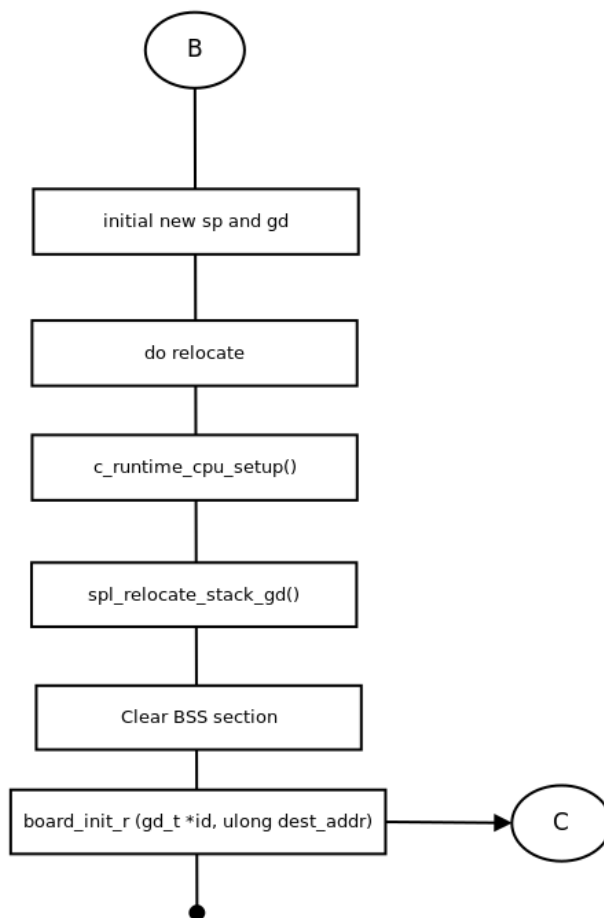 B
initial new sp and gd
do relocate
c_runtime_cpu_setup()
spl_relocate_stack_gd()
Clear BSS section
board_init_r (gd_t *id, ulong dest_addr)
C